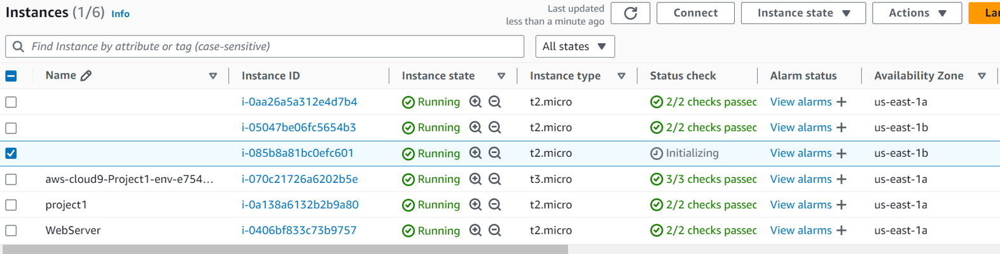 Instances (1/6) Info
Last updated
less than a minute ago
Connect
Instance state
Actions
Find Instance by attribute or tag (case-sensitive)
All states
Name Instance ID Instance state Instance type Status check Alarm status Availability Zone
i-0aa26a5a312e4d7b4 Running t2.micro 2/2 checks passed View alarms + us-east-1a
i-05047be06fc5654b3 Running t2.micro 2/2 checks passed View alarms + us-east-1b
i-085b8a81bc0efc601 Running t2.micro Initializing View alarms + us-east-1b
aws-cloud9-Project1-env-e754... i-070c21726a6202b5e Running t3.micro 3/3 checks passed View alarms + us-east-1a
project1 i-0a138a6132b2b9a80 Running t2.micro 2/2 checks passed View alarms + us-east-1a
WebServer i-0406bf833c73b9757 Running t2.micro 2/2 checks passed View alarms + us-east-1a